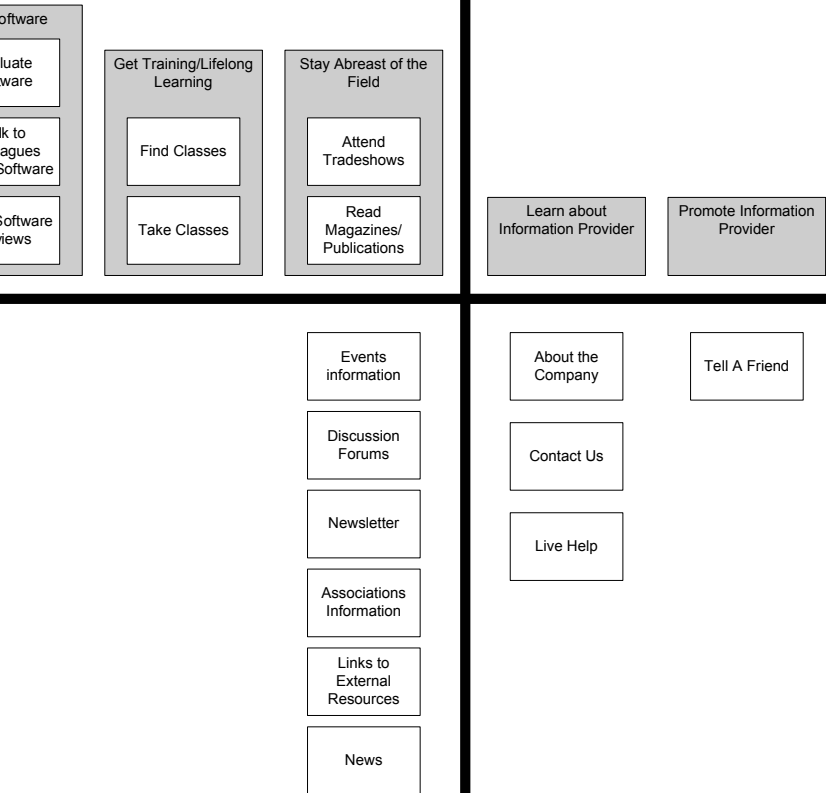 Get Training/Lifelong
Learning
Stay Abreast of the
Field
Find Classes
Attend
Tradeshows
Software
Take Classes
Read
Magazines/
Publications
Learn about
Information Provider
Promote Information
Provider
Events
information
About the
Company
Tell A Friend
Discussion
Forums
Contact Us
Newsletter
Live Help
Associations
Information
Links to
External
Resources
News